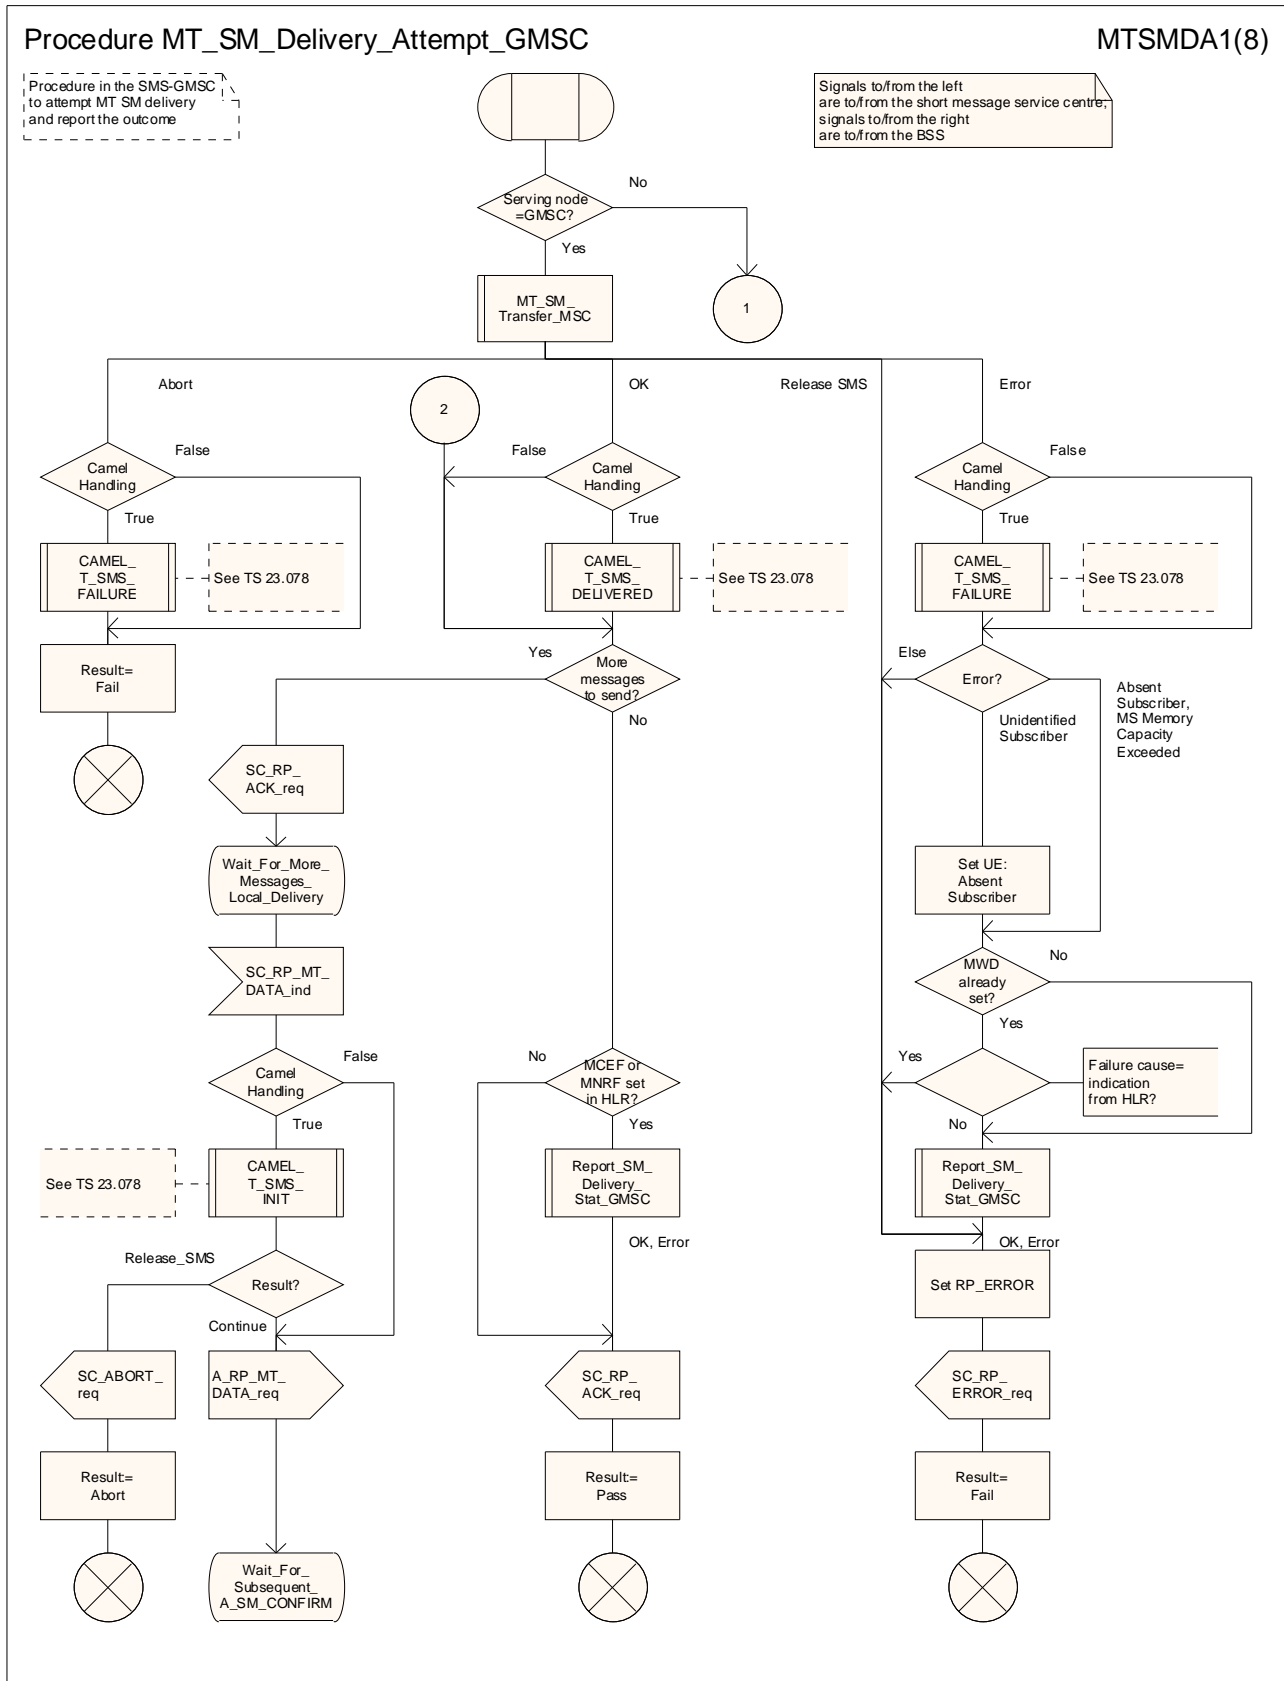 Procedure MT_SM_Delivery_Attempt_GMSC
MTSMDA1(8)
Procedure in the SMS-GMSC
to attempt MT SM delivery
and report the outcome
Signals to/from the left
are to/from the short message service centre;
signals to/from the right
are to/from the BSS
Serving node
=GMSC?
No
Yes
MT_SM_
Transfer_MSC
1
Abort
OK
Release SMS
Error
2
Camel
Handling
False
True
Camel
Handling
False
True
Camel
Handling
False
True
CAMEL_
T_SMS_
FAILURE
See TS 23.078
CAMEL_
T_SMS_
DELIVERED
See TS 23.078
CAMEL_
T_SMS_
FAILURE
See TS 23.078
Result:=
Fail
Yes
More
messages
to send?
No
Else
Error?
Unidentified
Subscriber
Absent
Subscriber,
MS Memory
Capacity
Exceeded
SC_RP_
ACK_req
Wait_For_More_
Messages_
Local_Delivery
Set UE:
Absent
Subscriber
SC_RP_MT_
DATA_ind
MWD
already
set?
No
Yes
Camel
Handling
False
True
No
MCEF or
MNRF set
in HLR?
Yes
Yes
Failure cause=
indication
from HLR?
No
See TS 23.078
CAMEL_
T_SMS_
INIT
Report_SM_
Delivery_
Stat_GMSC
Report_SM_
Delivery_
Stat_GMSC
OK, Error
OK, Error
Release_SMS
Result?
Continue
Set RP_ERROR
SC_ABORT_
req
A_RP_MT_
DATA_req
SC_RP_
ACK_req
SC_RP_
ERROR_req
Result:=
Abort
Result:=
Pass
Result:=
Fail
Wait_For_
Subsequent_
A_SM_CONFIRM